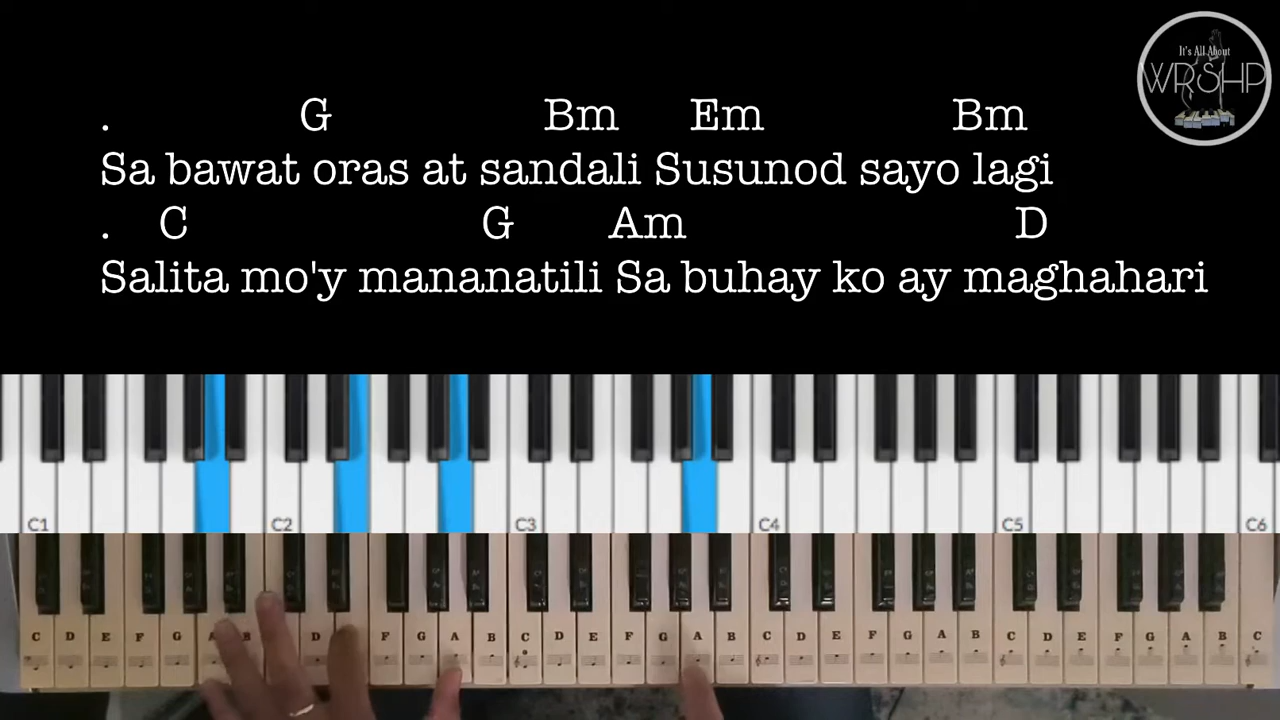 It's All About
WRSHP
. G Bm Em Bm
Sa bawat oras at sandali Susunod sayo lagi
. C G Am D
Salita mo'y mananatili Sa buhay ko ay maghahari
C1 C2 C3 C4 C5 C6
C D E F G A B D F G A B C D E F G A B C D E F G A B C D E F G A B C